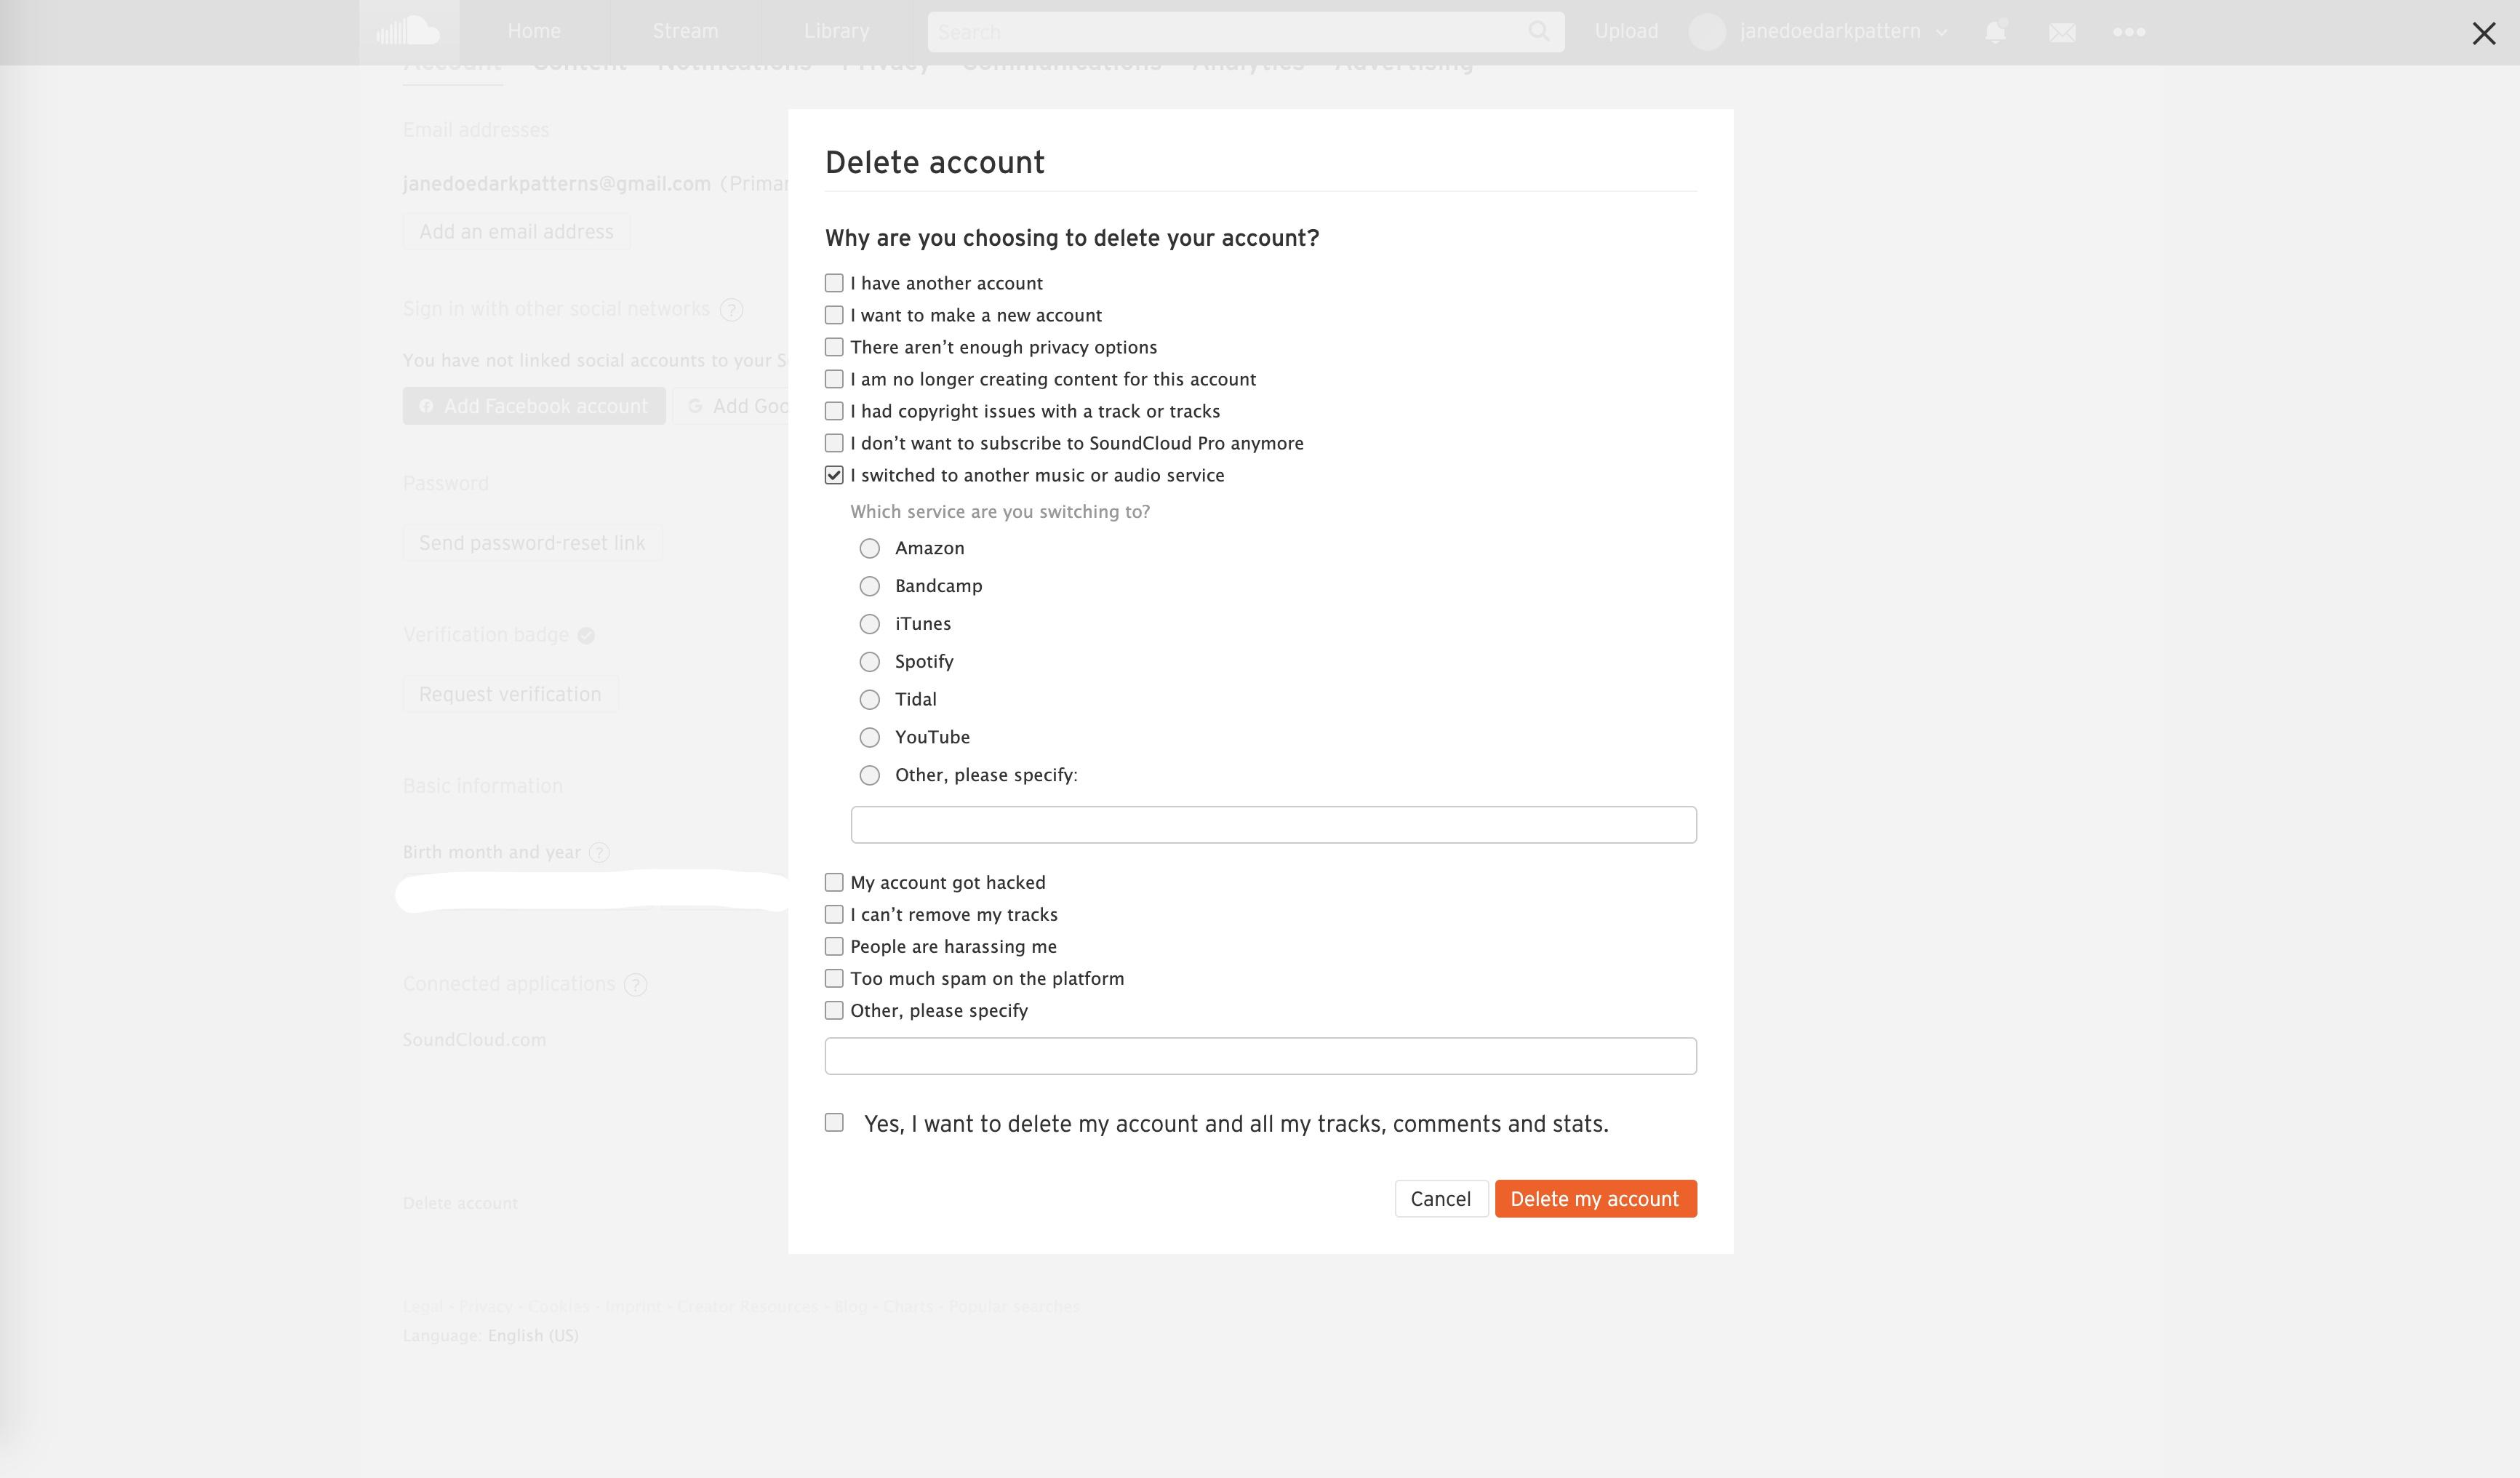 Home Stream Library Search Upload janedoedarkpattern
Account Content Notifications Privacy Communications Analytics Advertising
Email addresses
janedoedarkpatterns@gmail.com
Add an email address
Sign in with other social networks ?
You have not linked social accounts to your
Add Facebook account G Add
Password
Send password-reset link
Verification badge
Request verification
Basic information
Birth month and year ?
Connected applications ?
SoundCloud.com
Delete account
Legal - Privacy - Cookies - Imprint - Creator Resources - Blog - Charts - Popular searches
Language: English (US)
Delete account
Why are you choosing to delete your account?
I have another account
I want to make a new account
There aren’t enough privacy options
I am no longer creating content for this account
I had copyright issues with a track or tracks
I don’t want to subscribe to SoundCloud Pro anymore
I switched to another music or audio service
Which service are you switching to?
Amazon
Bandcamp
iTunes
Spotify
Tidal
YouTube
Other, please specify:
My account got hacked
I can’t remove my tracks
People are harassing me
Too much spam on the platform
Other, please specify
Yes, I want to delete my account and all my tracks, comments and stats.
Cancel Delete my account